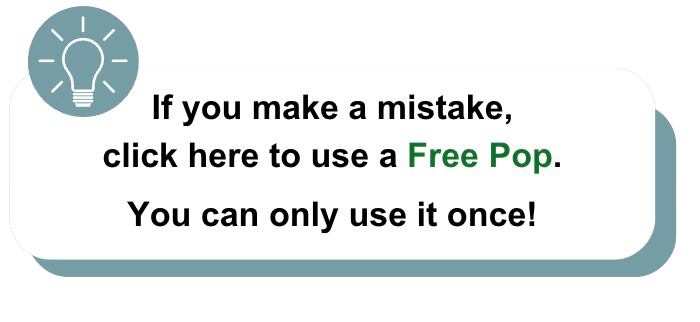 If you make a mistake,
click here to use a Free Pop.
You can only use it once!